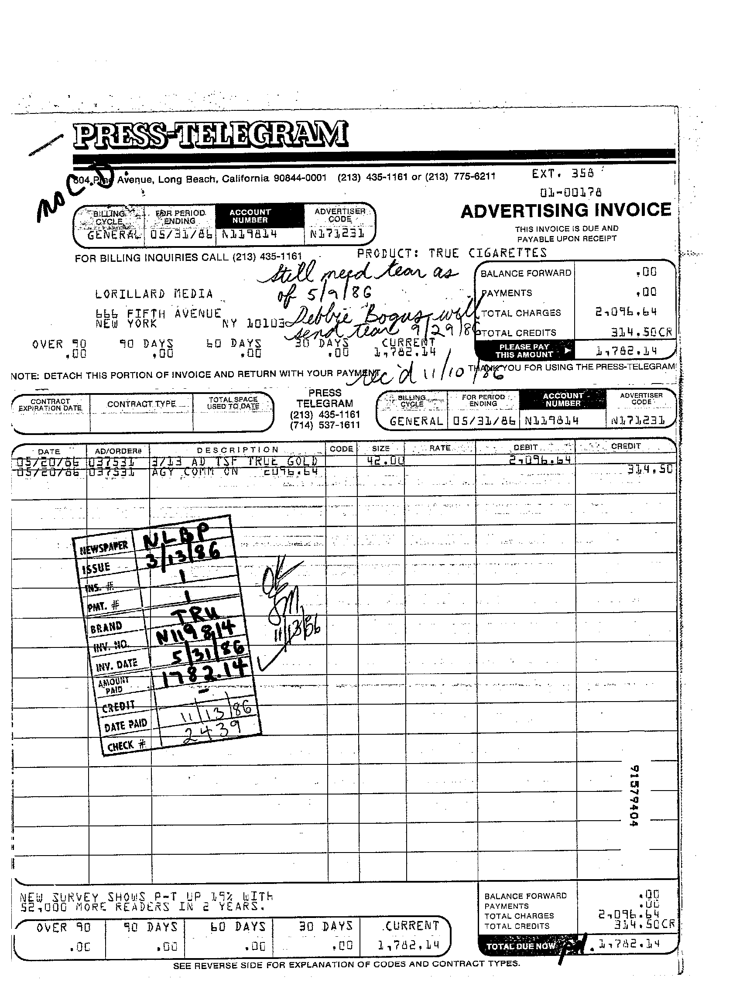 PRESS-TELEGRAM
no C.D.
Avenue, Long Beach, California 90844-0001 (213) 435-1161 or (213) 775-6211
EXT. 358
01-00178
ADVERTISING INVOICE
THIS INVOICE IS DUE AND
PAYABLE UPON RECEIPT
BILLING CYCLE FOR PERIOD ENDING ACCOUNT NUMBER ADVERTISER CODE
GENERAL 05/31/86 N119814 N171231
FOR BILLING INQUIRIES CALL (213) 435-1161
PRODUCT: TRUE CIGARETTES
Still need tear as
of 5/9/86
Debbie Bogus will
send tear 9/29/86
LORILLARD MEDIA
666 FIFTH AVENUE
NEW YORK NY 10103
BALANCE FORWARD .00
PAYMENTS .00
TOTAL CHARGES 2,096.64
TOTAL CREDITS 314.50CR
PLEASE PAY THIS AMOUNT 1,782.14
OVER 90 90 DAYS 60 DAYS 30 DAYS CURRENT
.00 .00 .00 .00 1,782.14
rec'd 11/10/86
THANK YOU FOR USING THE PRESS-TELEGRAM
NOTE: DETACH THIS PORTION OF INVOICE AND RETURN WITH YOUR PAYMENT
CONTRACT EXPIRATION DATE CONTRACT TYPE TOTAL SPACE USED TO DATE
PRESS
TELEGRAM
(213) 435-1161
(714) 537-1611
BILLING CYCLE FOR PERIOD ENDING ACCOUNT NUMBER ADVERTISER CODE
GENERAL 05/31/86 N119814 N171231
DATE AD/ORDER# DESCRIPTION CODE SIZE RATE DEBIT CREDIT
05/20/86 037531 3/13 AD TSF TRUE GOLD 42.00 2,096.64
05/20/86 037531 AGY COMM ON 2096.64 314.50
NEWSPAPER NLBP
ISSUE 3/13/86
INS. # 1
PMT. # 1
BRAND TRU
INV. NO. N119814
INV. DATE 5/31/86
AMOUNT PAID 1782.14
CREDIT –
DATE PAID 11/13/86
CHECK # 2439
OK
11/13/86
91579404
NEW SURVEY SHOWS P-T UP 19% WITH
52,000 MORE READERS IN 2 YEARS.
BALANCE FORWARD .00
PAYMENTS .00
TOTAL CHARGES 2,096.64
TOTAL CREDITS 314.50CR
TOTAL DUE NOW pd. 1,782.14
OVER 90 90 DAYS 60 DAYS 30 DAYS CURRENT
.00 .00 .00 .00 1,782.14
SEE REVERSE SIDE FOR EXPLANATION OF CODES AND CONTRACT TYPES.